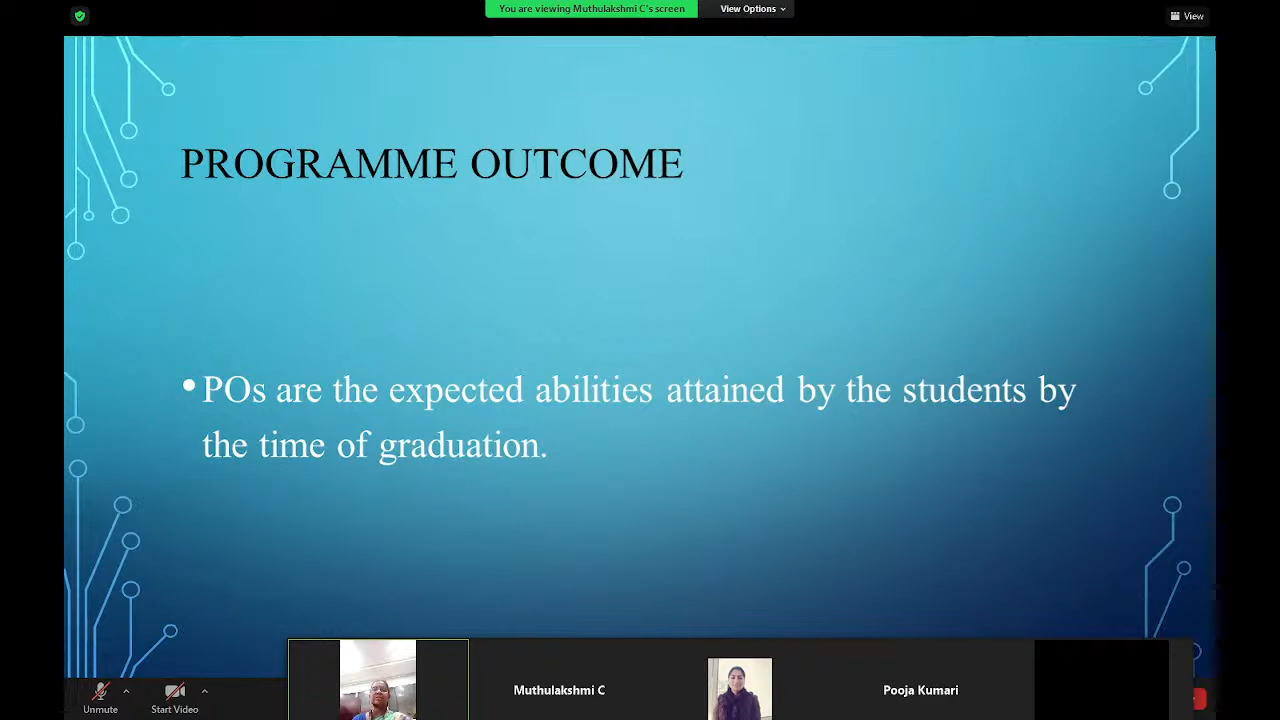 You are viewing Muthulakshmi C's screen
View Options
View
PROGRAMME OUTCOME
•POs are the expected abilities attained by the students by
the time of graduation.
Unmute
Start Video
Muthulakshmi C
Pooja Kumari